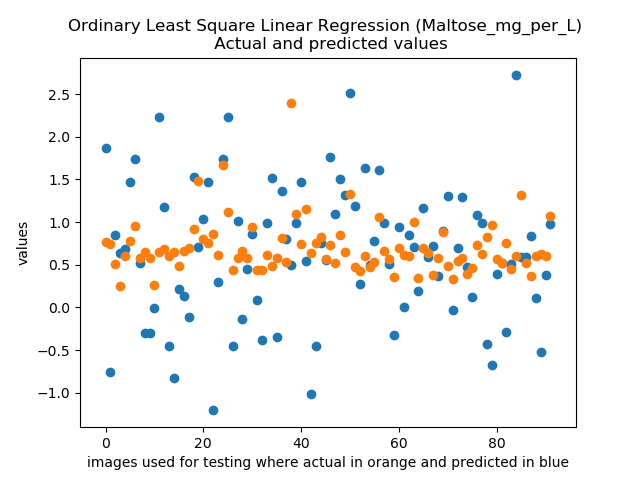 Ordinary Least Square Linear Regression (Maltose_mg_per_L)
Actual and predicted values
values
2.5
2.0
1.5
1.0
0.5
0.0
−0.5
−1.0
0 20 40 60 80
images used for testing where actual in orange and predicted in blue